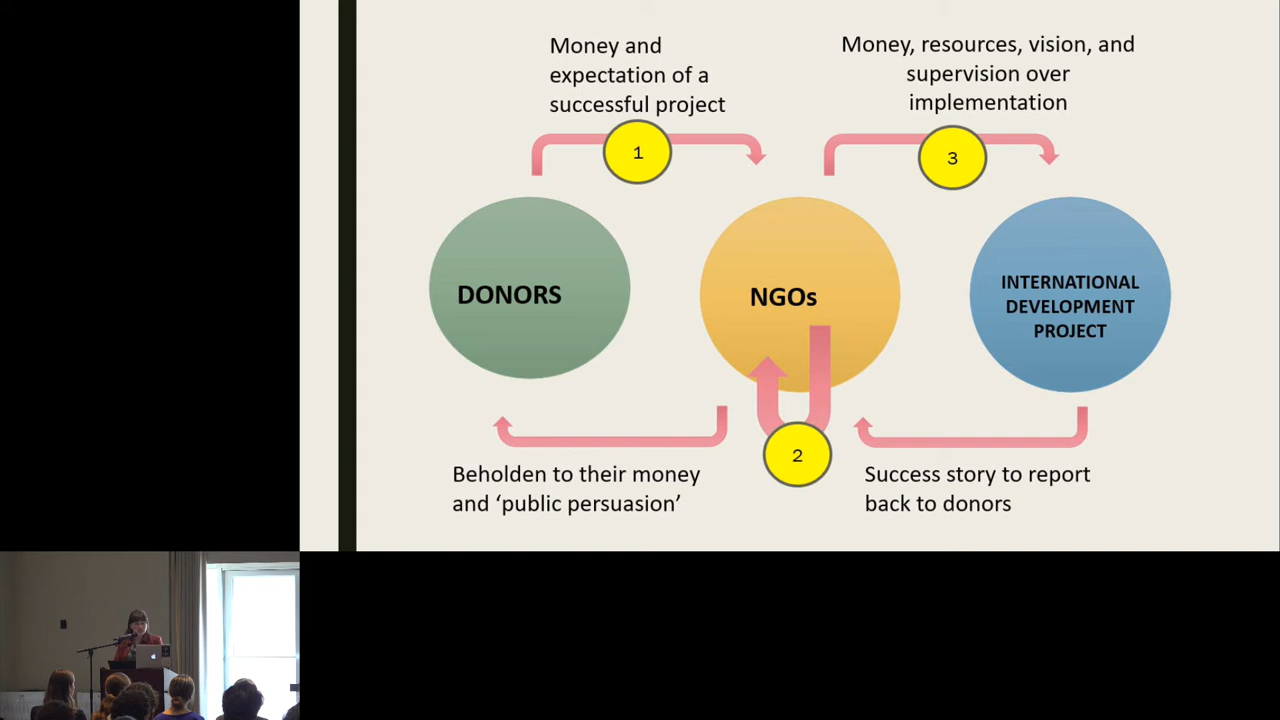 Money and
expectation of a
successful project
Money, resources, vision, and
supervision over
implementation
1
3
DONORS
NGOs
INTERNATIONAL
DEVELOPMENT
PROJECT
2
Beholden to their money
and ‘public persuasion’
Success story to report
back to donors